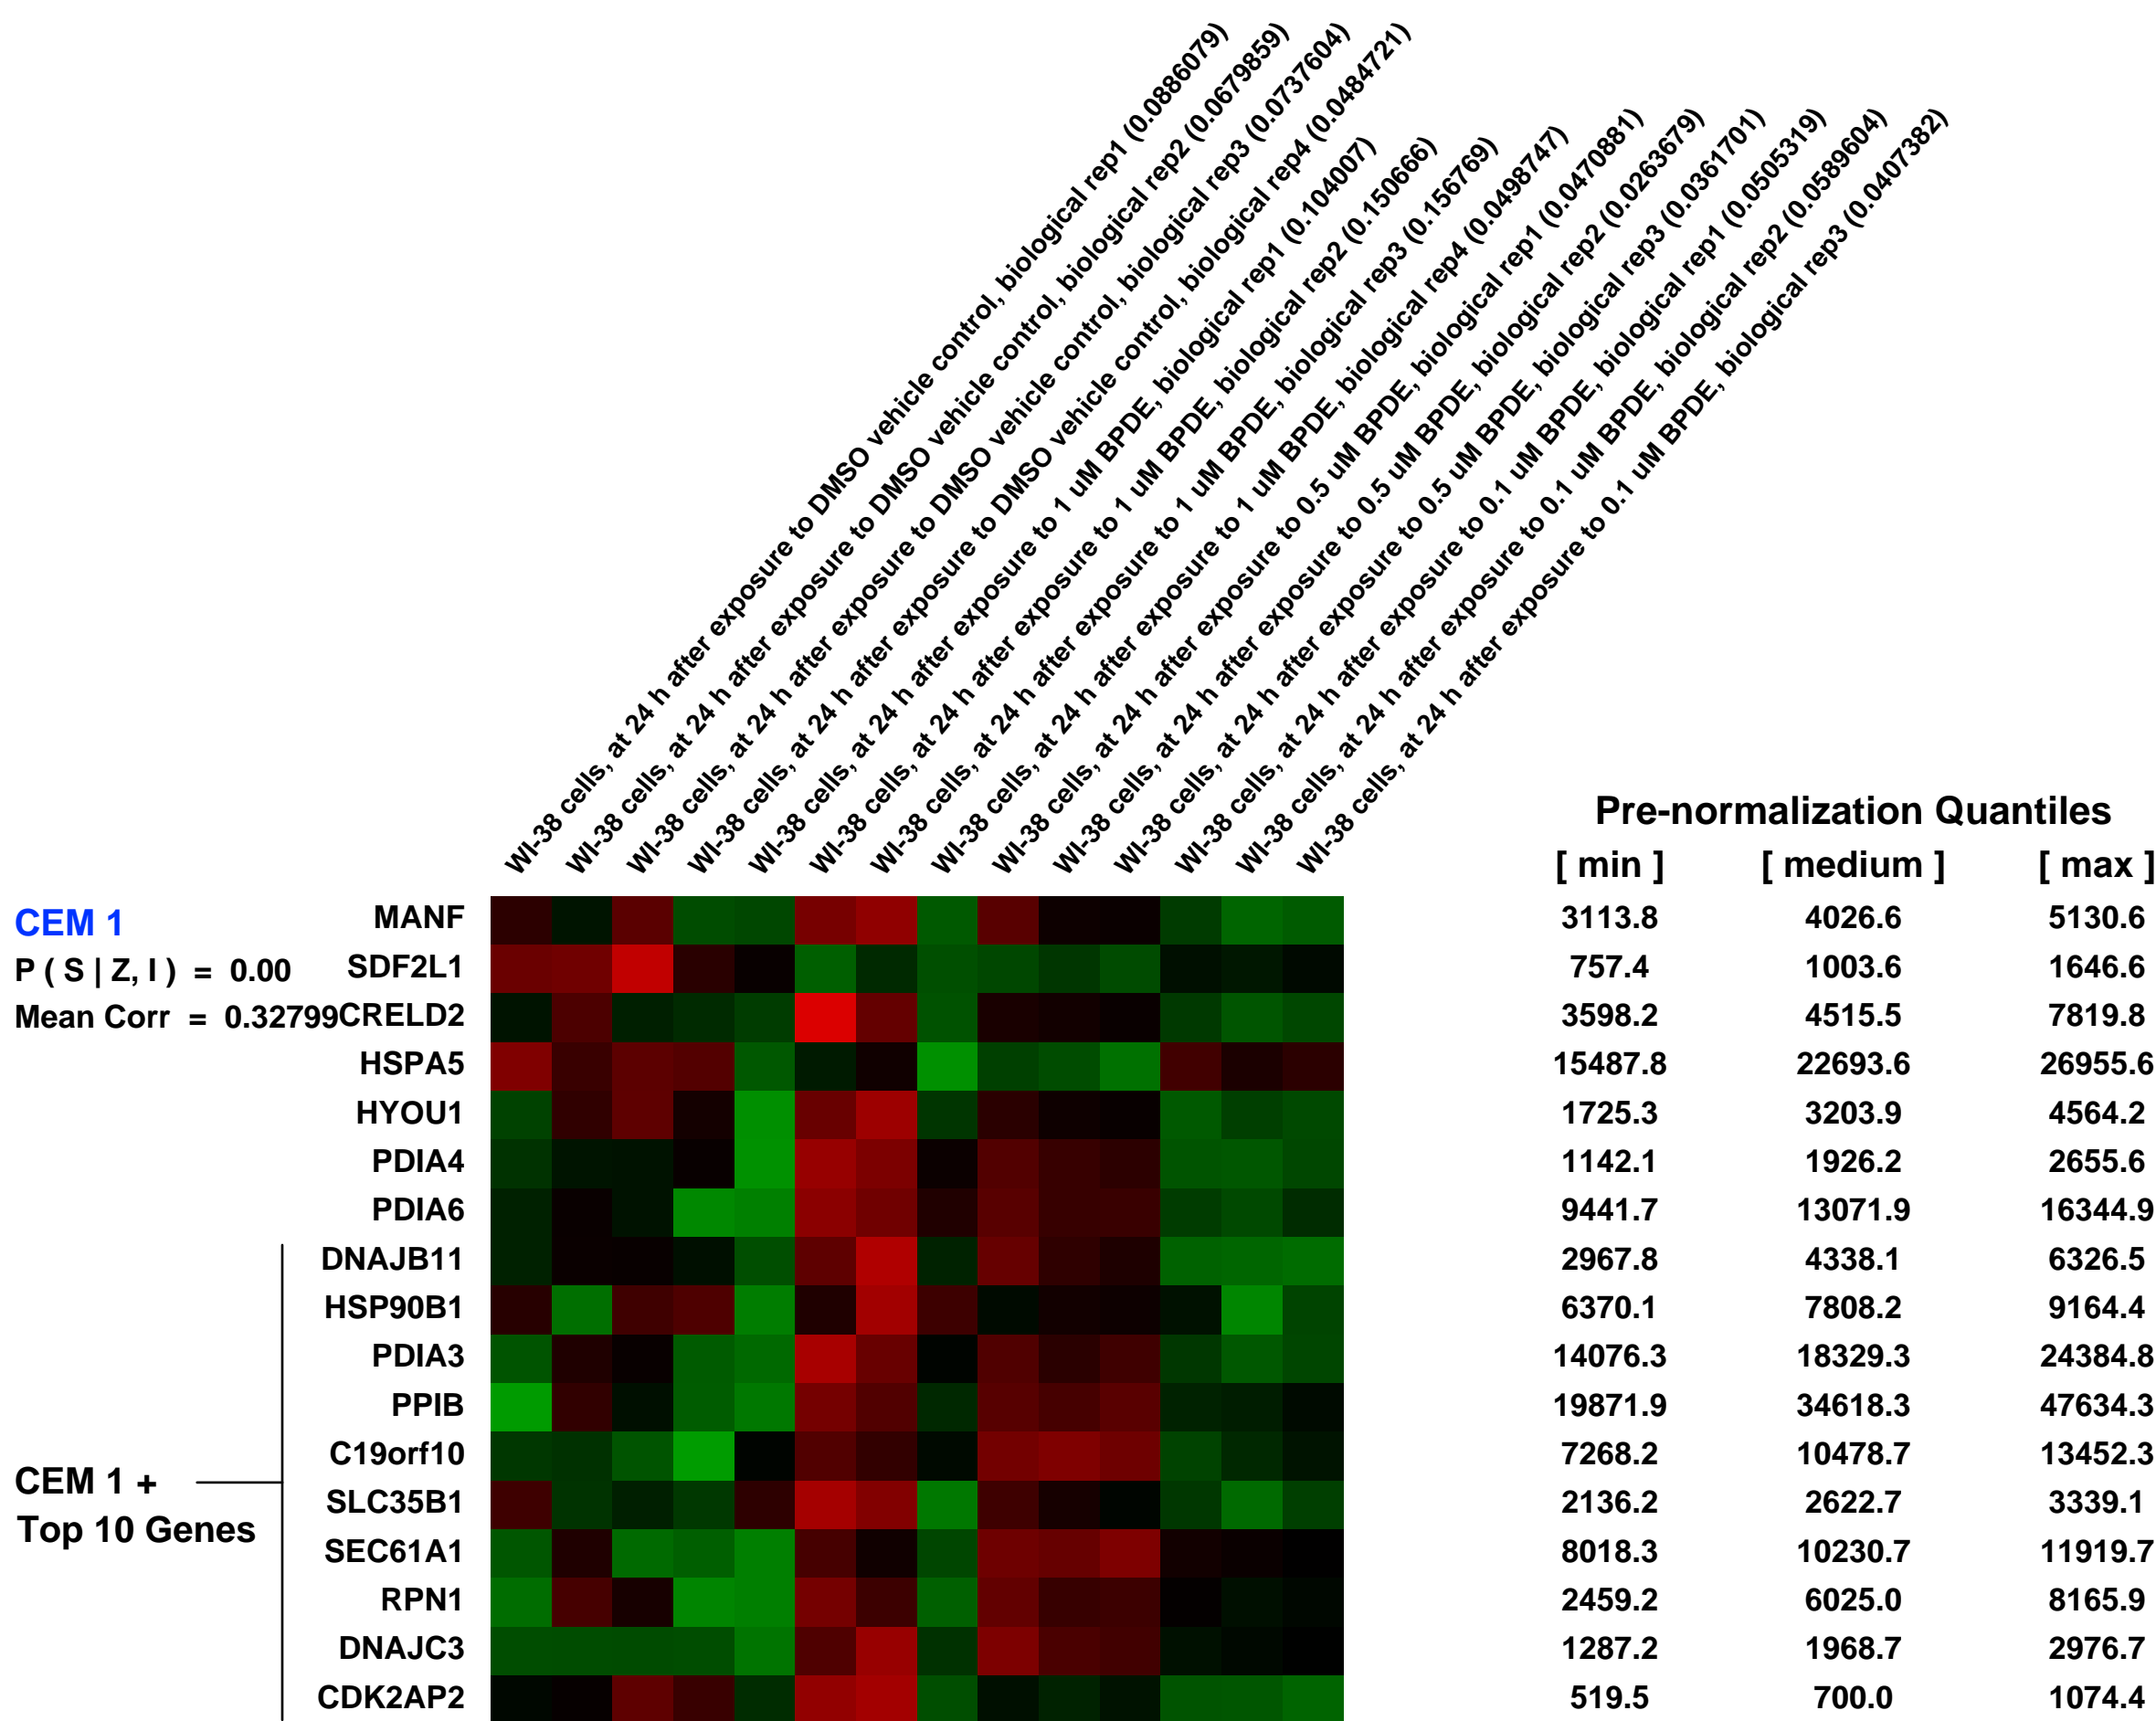 WI-38 cells, at 24 h after exposure to DMSO vehicle control, biological rep1 (0.0886079)
WI-38 cells, at 24 h after exposure to DMSO vehicle control, biological rep2 (0.0679859)
WI-38 cells, at 24 h after exposure to DMSO vehicle control, biological rep3 (0.0737604)
WI-38 cells, at 24 h after exposure to DMSO vehicle control, biological rep4 (0.0484721)
WI-38 cells, at 24 h after exposure to 1 uM BPDE, biological rep1 (0.104007)
WI-38 cells, at 24 h after exposure to 1 uM BPDE, biological rep2 (0.150666)
WI-38 cells, at 24 h after exposure to 1 uM BPDE, biological rep3 (0.156769)
WI-38 cells, at 24 h after exposure to 1 uM BPDE, biological rep4 (0.0498747)
WI-38 cells, at 24 h after exposure to 0.5 uM BPDE, biological rep1 (0.0470881)
WI-38 cells, at 24 h after exposure to 0.5 uM BPDE, biological rep2 (0.0263679)
WI-38 cells, at 24 h after exposure to 0.5 uM BPDE, biological rep3 (0.0361701)
WI-38 cells, at 24 h after exposure to 0.1 uM BPDE, biological rep1 (0.0505319)
WI-38 cells, at 24 h after exposure to 0.1 uM BPDE, biological rep2 (0.0589604)
WI-38 cells, at 24 h after exposure to 0.1 uM BPDE, biological rep3 (0.0407382)
Pre-normalization Quantiles
[ min ] [ medium ] [ max ]
CEM 1 MANF 3113.8 4026.6 5130.6
P ( S | Z, I ) = 0.00 SDF2L1 757.4 1003.6 1646.6
Mean Corr = 0.32799 CRELD2 3598.2 4515.5 7819.8
HSPA5 15487.8 22693.6 26955.6
HYOU1 1725.3 3203.9 4564.2
PDIA4 1142.1 1926.2 2655.6
PDIA6 9441.7 13071.9 16344.9
DNAJB11 2967.8 4338.1 6326.5
HSP90B1 6370.1 7808.2 9164.4
PDIA3 14076.3 18329.3 24384.8
PPIB 19871.9 34618.3 47634.3
C19orf10 7268.2 10478.7 13452.3
CEM 1 + SLC35B1 2136.2 2622.7 3339.1
Top 10 Genes
SEC61A1 8018.3 10230.7 11919.7
RPN1 2459.2 6025.0 8165.9
DNAJC3 1287.2 1968.7 2976.7
CDK2AP2 519.5 700.0 1074.4